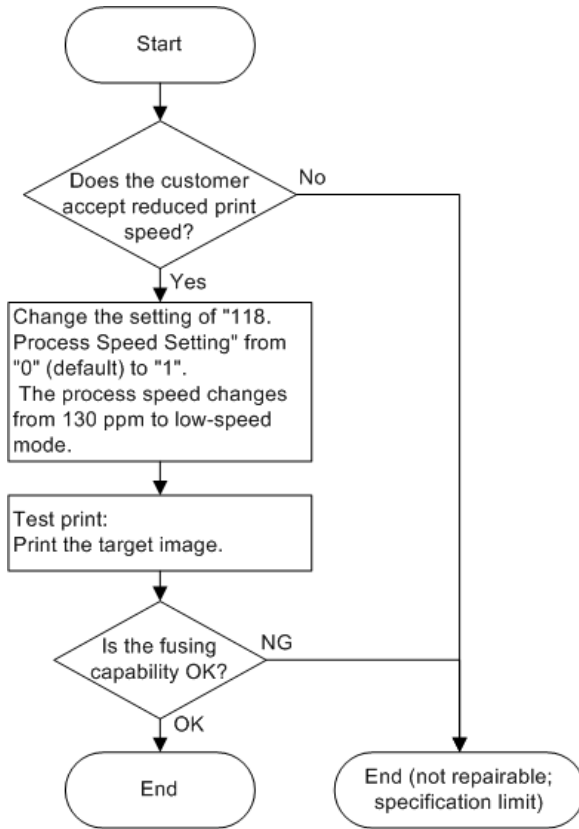 Start
Does the customer
accept reduced print
speed?
No
Yes
Change the setting of "118.
Process Speed Setting" from
"0" (default) to "1".
The process speed changes
from 130 ppm to low-speed
mode.
Test print:
Print the target image.
Is the fusing
capability OK?
NG
OK
End
End (not repairable;
specification limit)